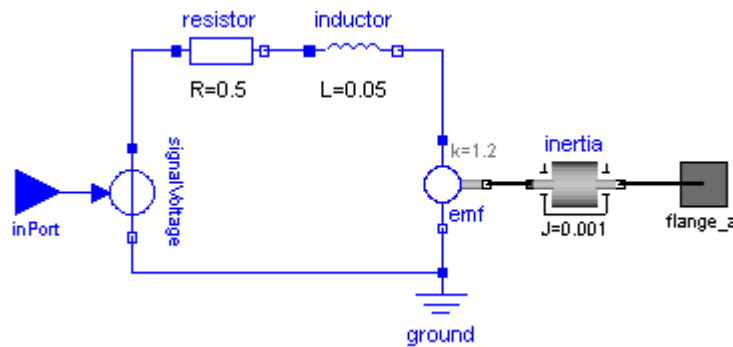 resistor
inductor
R=0.5
L=0.05
signalVoltage
k=1.2
inertia
inPort
emf
J=0.001
flange_a
ground